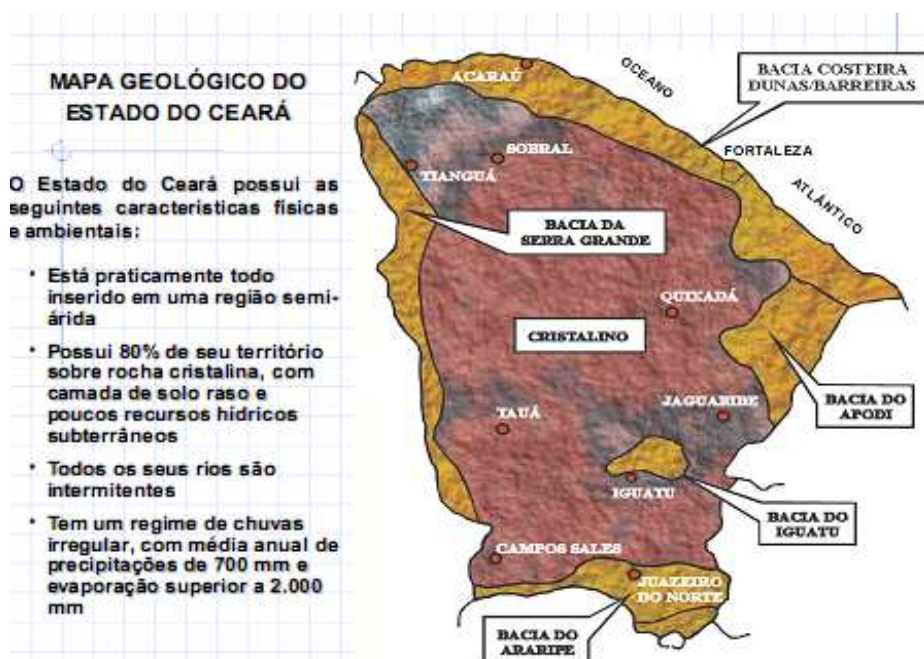 MAPA GEOLÓGICO DO
ESTADO DO CEARÁ
O Estado do Ceará possui as
seguintes características físicas
e ambientais:
• Está praticamente todo
inserido em uma região semi-
árida
• Possui 80% de seu território
sobre rocha cristalina, com
camada de solo raso e
poucos recursos hídricos
subterrâneos
• Todos os seus rios são
intermitentes
• Tem um regime de chuvas
irregular, com média anual de
precipitações de 700 mm e
evaporação superior a 2.000
mm
ACARAÚ
OCEANO
BACIA COSTEIRA
DUNAS/BARREIRAS
FORTALEZA
SOBRAL
TIANGUÁ
ATLÁNTICO
BACIA DA
SERRA GRANDE
QUIXADÁ
CRISTALINO
BACIA DO
APODI
JAGUARIBE
TAUÁ
IGUATU
BACIA DO
IGUATU
CAMPOS SALES
JUAZEIRO
DO NORTE
BACIA DO
ARARIPE